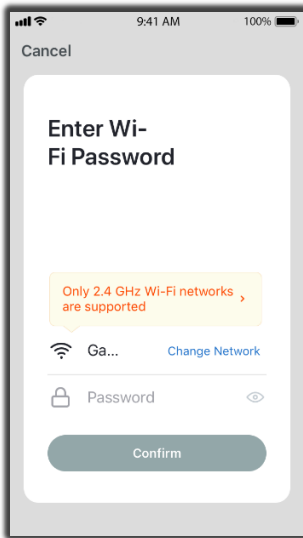 9:41 AM 100%
Cancel
Enter Wi-
Fi Password
Only 2.4 GHz Wi-Fi networks
are supported
Ga... Change Network
Password
Confirm